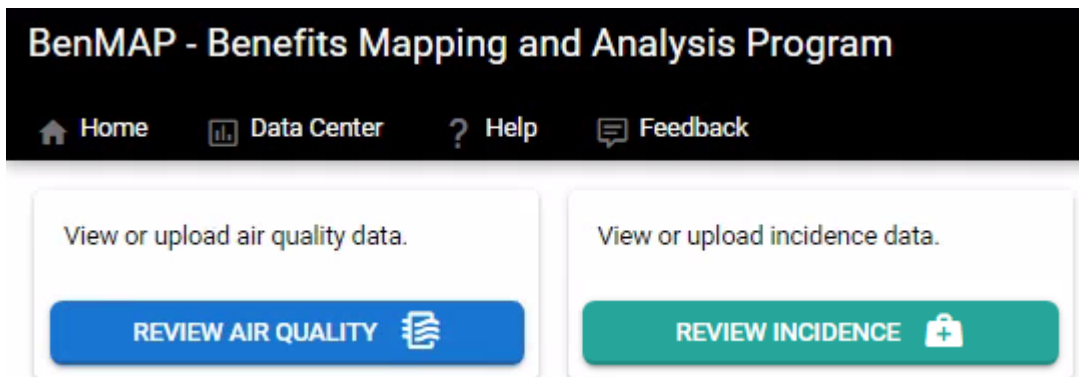 BenMAP - Benefits Mapping and Analysis Program
Home Data Center ? Help Feedback
View or upload air quality data.
REVIEW AIR QUALITY
View or upload incidence data.
REVIEW INCIDENCE